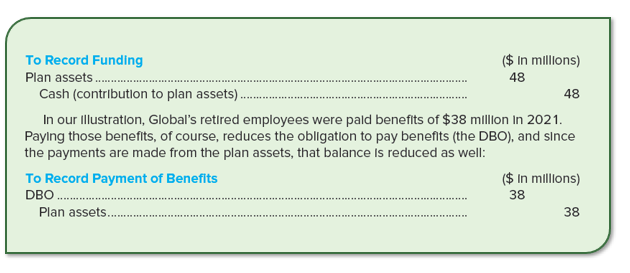 To Record Funding ($ in millions)
Plan assets 48
Cash (contribution to plan assets) 48
In our illustration, Global's retired employees were paid benefits of $38 million in 2021.
Paying those benefits, of course, reduces the obligation to pay benefits (the DBO), and since
the payments are made from the plan assets, that balance is reduced as well:
To Record Payment of Benefits ($ in millions)
DBO 38
Plan assets 38